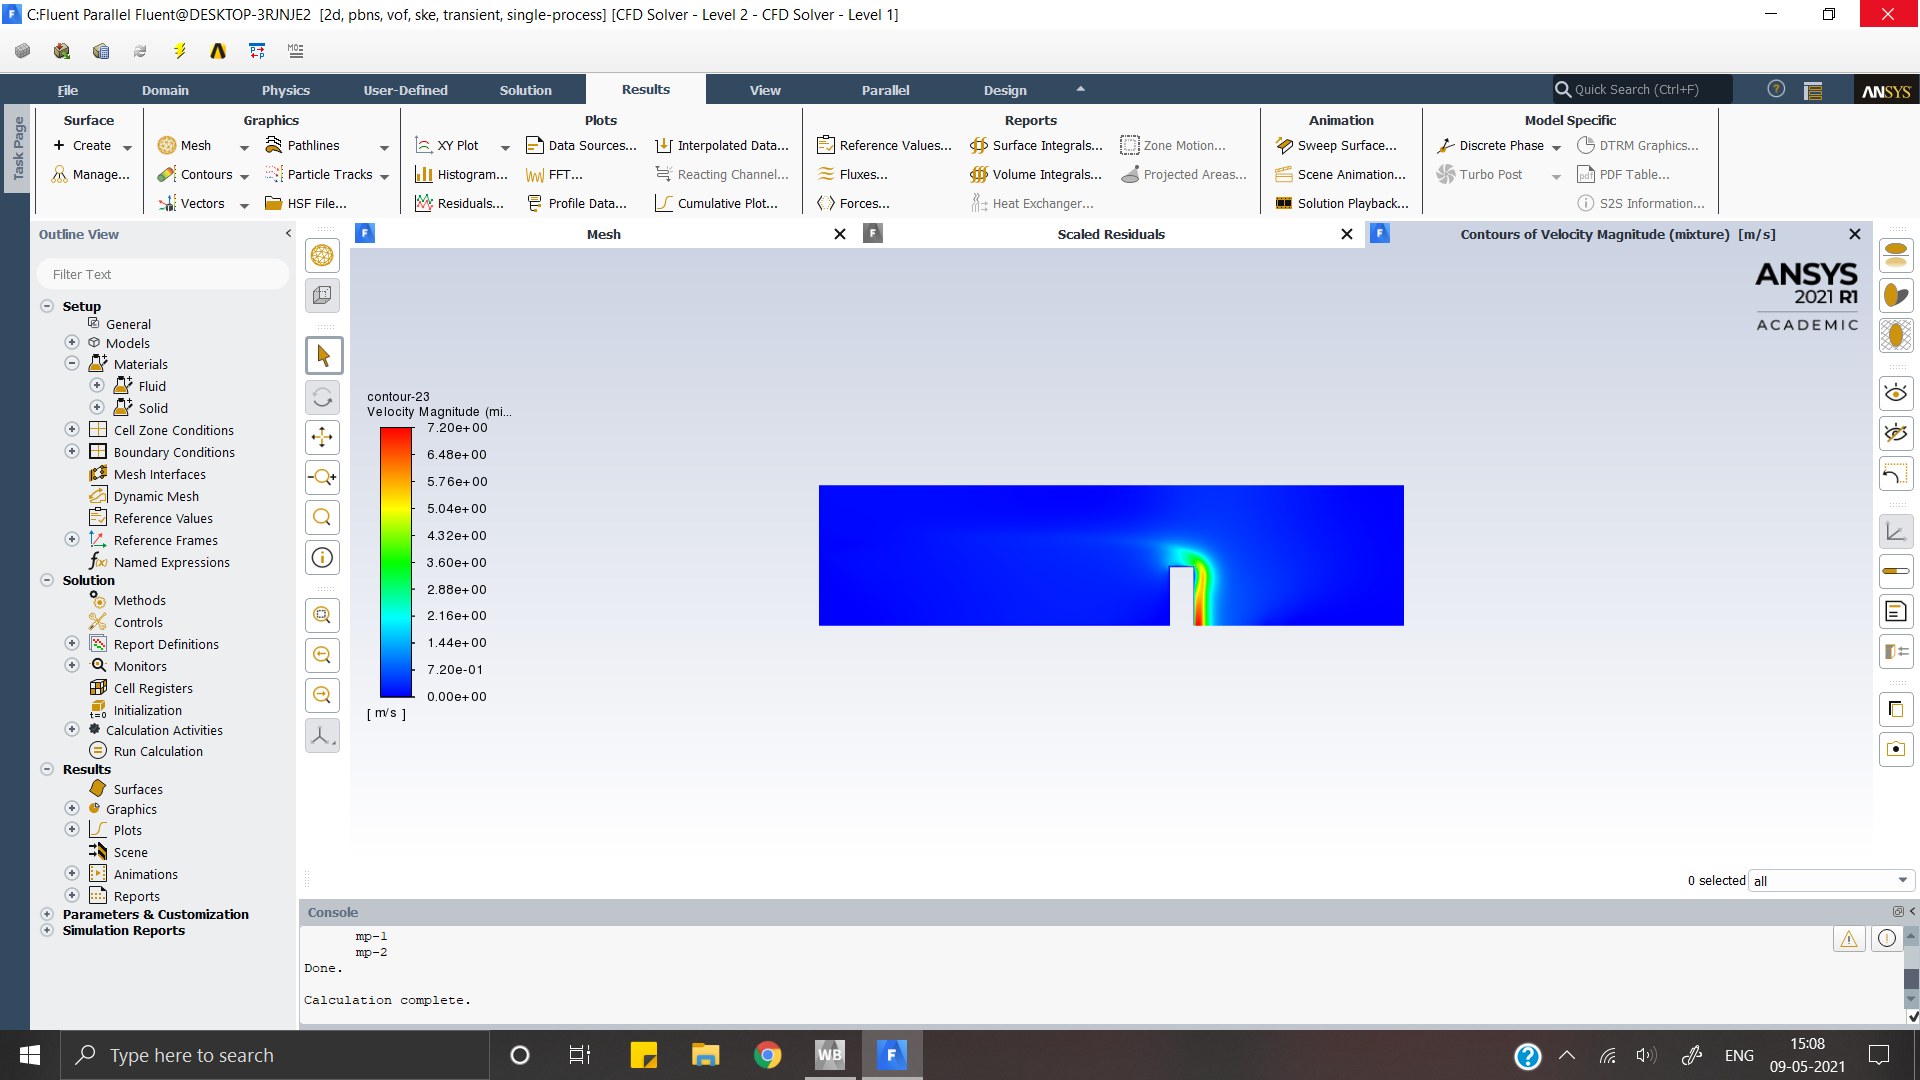 C:Fluent Parallel Fluent@DESKTOP-3RJNJE2  [2d, pbns, vof, ske, transient, single-process] [CFD Solver - Level 2 - CFD Solver - Level 1]
File Domain Physics User-Defined Solution Results View Parallel Design Quick Search (Ctrl+F) ANSYS
Task Page
Surface Graphics Plots Reports Animation Model Specific
+ Create Mesh Pathlines XY Plot Data Sources... Interpolated Data... Reference Values... Surface Integrals... Zone Motion... Sweep Surface... Discrete Phase DTRM Graphics...
Manage... Contours Particle Tracks Histogram... FFT... Reacting Channel... Fluxes... Volume Integrals... Projected Areas... Scene Animation... Turbo Post PDF Table...
Vectors HSF File... Residuals... Profile Data... Cumulative Plot... Forces... Heat Exchanger... Solution Playback... S2S Information...
Outline View
Mesh Scaled Residuals Contours of Velocity Magnitude (mixture)  [m/s]
Filter Text
Setup
General
Models
Materials
Fluid
Solid
Cell Zone Conditions
Boundary Conditions
Mesh Interfaces
Dynamic Mesh
Reference Values
Reference Frames
Named Expressions
Solution
Methods
Controls
Report Definitions
Monitors
Cell Registers
Initialization
Calculation Activities
Run Calculation
Results
Surfaces
Graphics
Plots
Scene
Animations
Reports
Parameters & Customization
Simulation Reports
ANSYS
2021 R1
ACADEMIC
contour-23
Velocity Magnitude (mi...
7.20e+00
6.48e+00
5.76e+00
5.04e+00
4.32e+00
3.60e+00
2.88e+00
2.16e+00
1.44e+00
7.20e-01
0.00e+00
[ m/s ]
0 selected all
Console
mp-1
mp-2
Done.
Calculation complete.
Type here to search
WB
F
ENG
15:08
09-05-2021